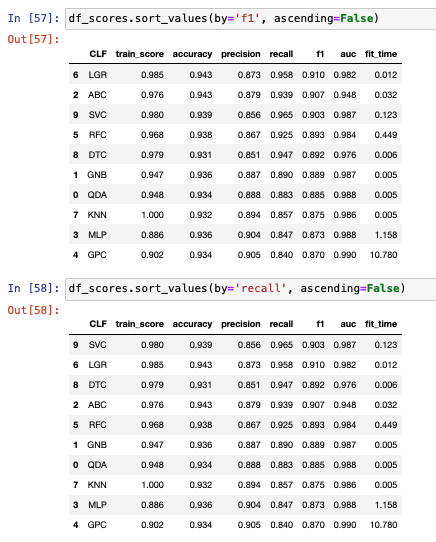 In [57]: df_scores.sort_values(by='f1', ascending=False)
Out[57]:
CLF train_score accuracy precision recall f1 auc fit_time
6 LGR 0.985 0.943 0.873 0.958 0.910 0.982 0.012
2 ABC 0.976 0.943 0.879 0.939 0.907 0.948 0.032
9 SVC 0.980 0.939 0.856 0.965 0.903 0.987 0.123
5 RFC 0.968 0.938 0.867 0.925 0.893 0.984 0.449
8 DTC 0.979 0.931 0.851 0.947 0.892 0.976 0.006
1 GNB 0.947 0.936 0.887 0.890 0.889 0.987 0.005
0 QDA 0.948 0.934 0.888 0.883 0.885 0.988 0.005
7 KNN 1.000 0.932 0.894 0.857 0.875 0.986 0.005
3 MLP 0.886 0.936 0.904 0.847 0.873 0.988 1.158
4 GPC 0.902 0.934 0.905 0.840 0.870 0.990 10.780
In [58]: df_scores.sort_values(by='recall', ascending=False)
Out[58]:
CLF train_score accuracy precision recall f1 auc fit_time
9 SVC 0.980 0.939 0.856 0.965 0.903 0.987 0.123
6 LGR 0.985 0.943 0.873 0.958 0.910 0.982 0.012
8 DTC 0.979 0.931 0.851 0.947 0.892 0.976 0.006
2 ABC 0.976 0.943 0.879 0.939 0.907 0.948 0.032
5 RFC 0.968 0.938 0.867 0.925 0.893 0.984 0.449
1 GNB 0.947 0.936 0.887 0.890 0.889 0.987 0.005
0 QDA 0.948 0.934 0.888 0.883 0.885 0.988 0.005
7 KNN 1.000 0.932 0.894 0.857 0.875 0.986 0.005
3 MLP 0.886 0.936 0.904 0.847 0.873 0.988 1.158
4 GPC 0.902 0.934 0.905 0.840 0.870 0.990 10.780